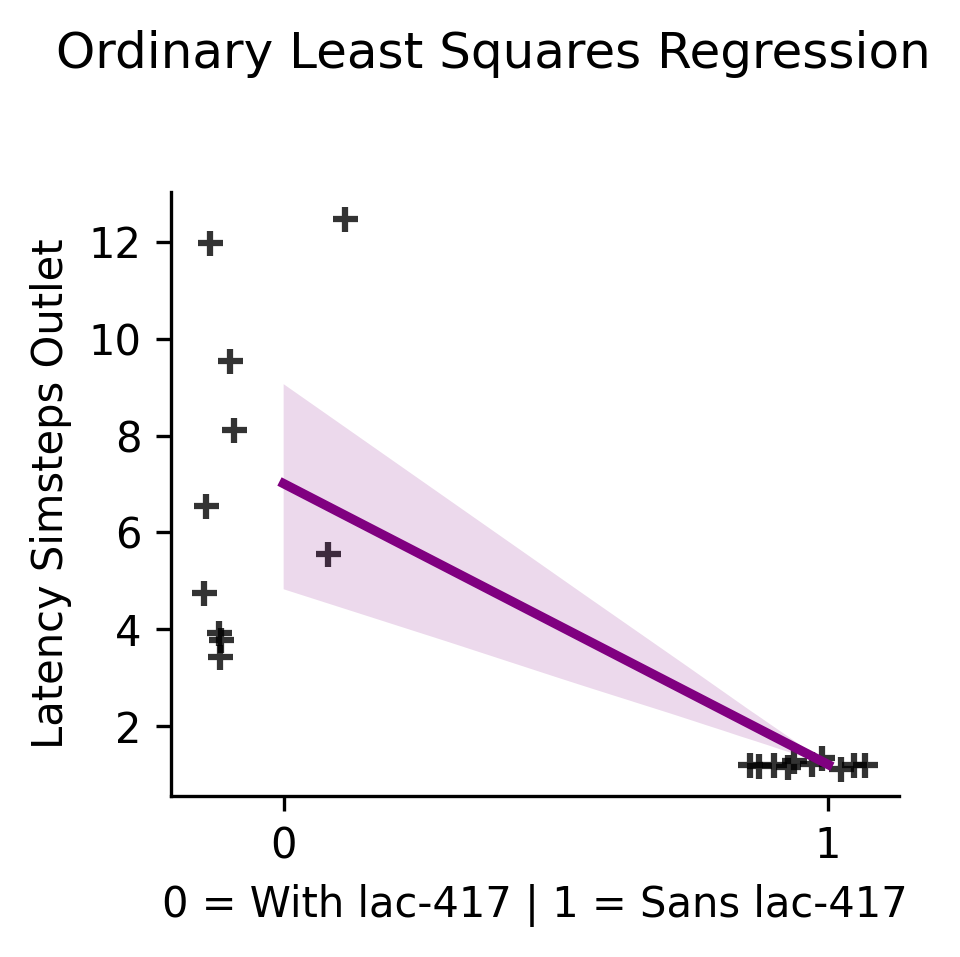 Ordinary Least Squares Regression
Latency Simsteps Outlet
12
10
8
6
4
2
0 1
0 = With lac-417 | 1 = Sans lac-417